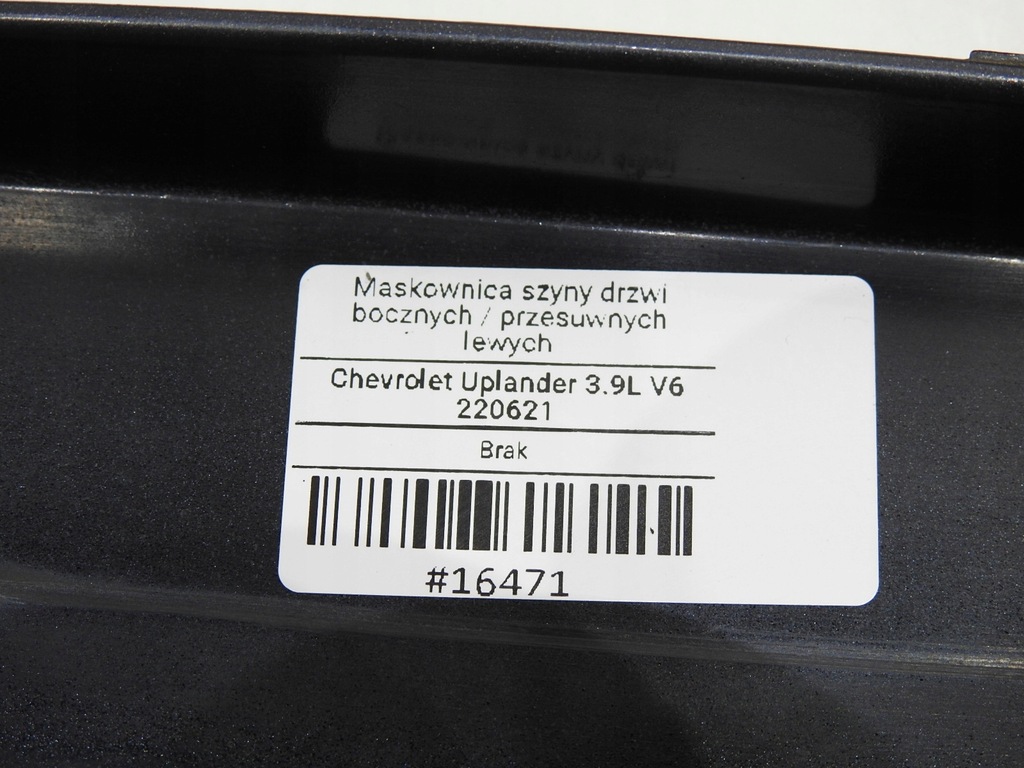 Maskownica szyny drzwi
bocznych / przesuwnych
lewych
Chevrolet Uplander 3.9L V6
220621
Brak
#16471